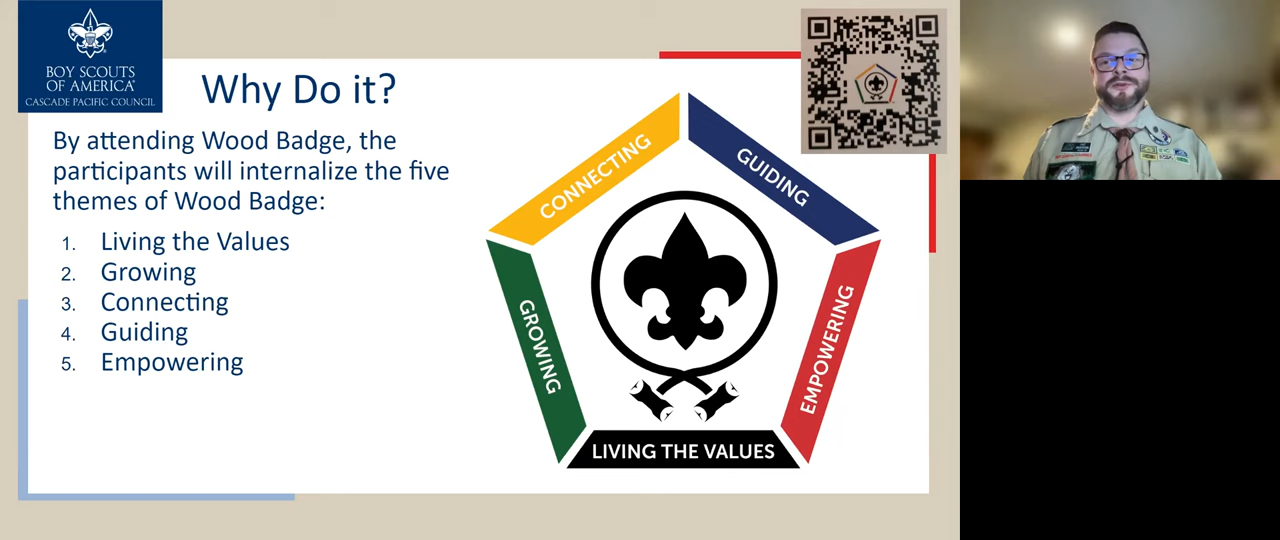 BOY SCOUTS
OF AMERICA®
CASCADE PACIFIC COUNCIL
Why Do it?
By attending Wood Badge, the
participants will internalize the five
themes of Wood Badge:
1. Living the Values
2. Growing
3. Connecting
4. Guiding
5. Empowering
CONNECTING
GUIDING
GROWING
EMPOWERING
LIVING THE VALUES